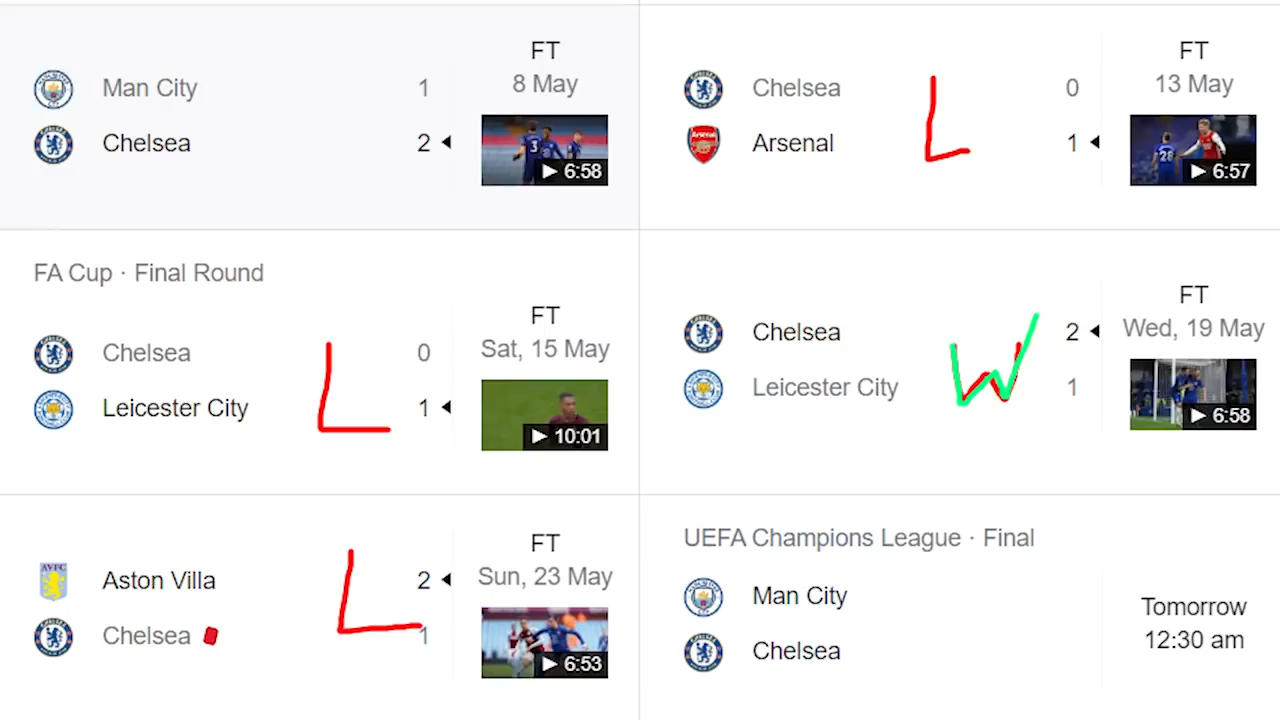 FT
Man City 1 8 May
Chelsea 2
6:58
FT
Chelsea 0 13 May
Arsenal 1
L
6:57
FA Cup · Final Round
FT
Chelsea 0 Sat, 15 May
Leicester City 1
L
10:01
FT
Chelsea 2 Wed, 19 May
Leicester City 1
W
6:58
FT
Aston Villa 2 Sun, 23 May
Chelsea 1
L
6:53
UEFA Champions League · Final
Man City
Chelsea
Tomorrow
12:30 am